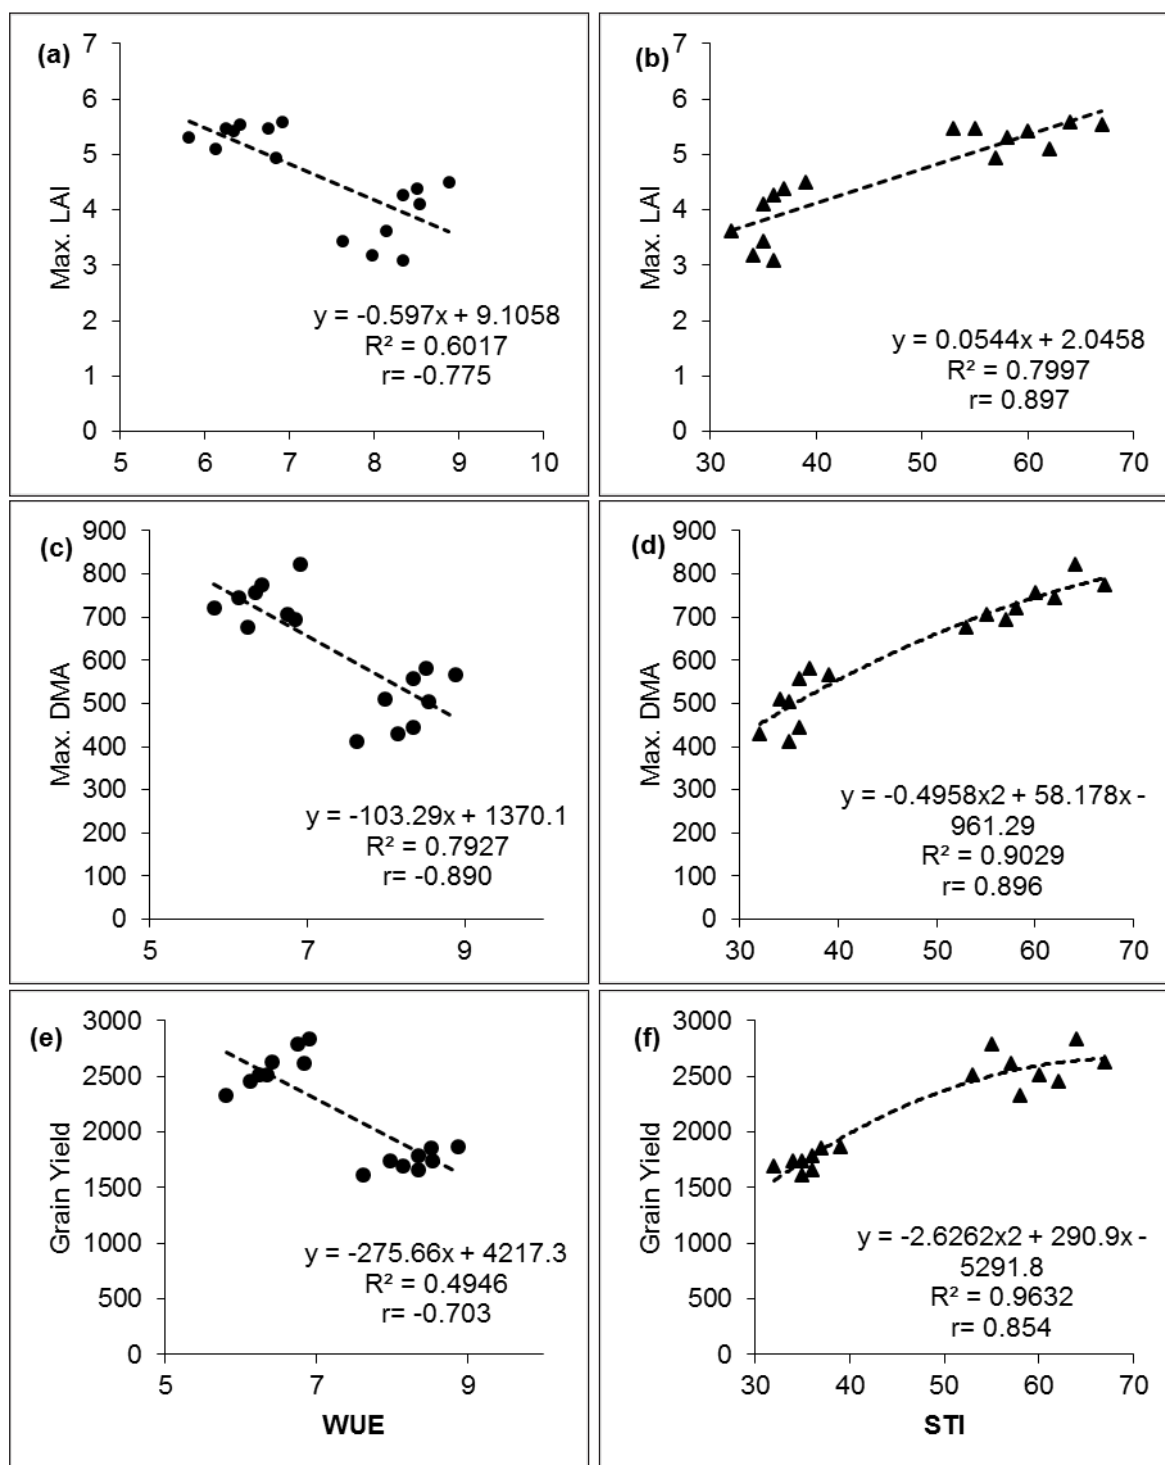 (a)
7
6
5
4
3
2
1
0
Max. LAI
y = -0.597x + 9.1058
R² = 0.6017
r= -0.775
5 6 7 8 9 10
(b)
7
6
5
4
3
2
1
0
Max. LAI
y = 0.0544x + 2.0458
R² = 0.7997
r= 0.897
30 40 50 60 70
(c)
900
800
700
600
500
400
300
200
100
0
Max. DMA
y = -103.29x + 1370.1
R² = 0.7927
r= -0.890
5 7 9
(d)
900
800
700
600
500
400
300
200
100
0
Max. DMA
y = -0.4958x2 + 58.178x -
961.29
R² = 0.9029
r= 0.896
30 40 50 60 70
(e)
3000
2500
2000
1500
1000
500
0
Grain Yield
y = -275.66x + 4217.3
R² = 0.4946
r= -0.703
5 7 9
WUE
(f)
3000
2500
2000
1500
1000
500
0
Grain Yield
y = -2.6262x2 + 290.9x -
5291.8
R² = 0.9632
r= 0.854
30 40 50 60 70
STI